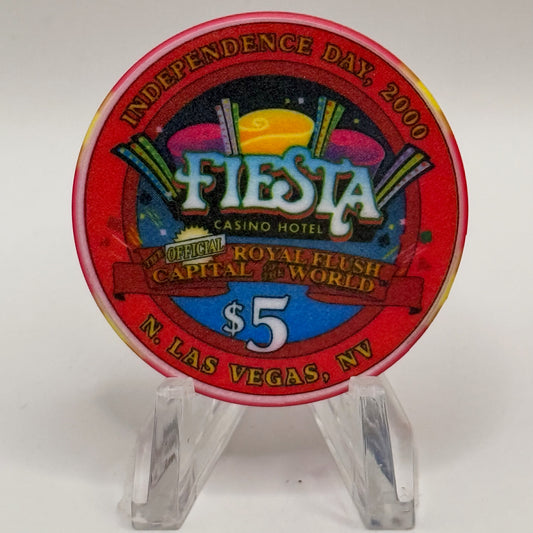 INDEPENDENCE DAY, 2000
FIESTA
CASINO HOTEL
THE OFFICIAL ROYAL FLUSH
CAPITAL OF THE WORLD
$5
N. LAS VEGAS, NV